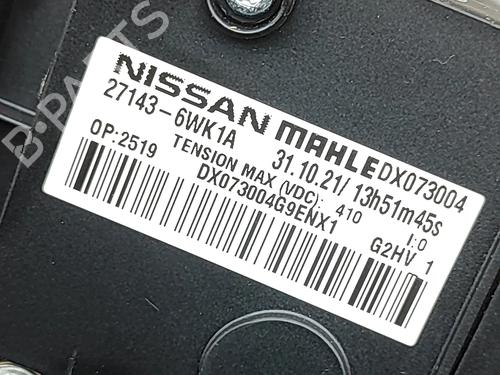 NISSAN MAHLE DX073004
27143-6WK1A 31.10.21/ 13h51m45s
OP:2519 TENSION MAX (VDC): 410 I:0
DX073004G9ENX1 G2HV 1
B-PARTS